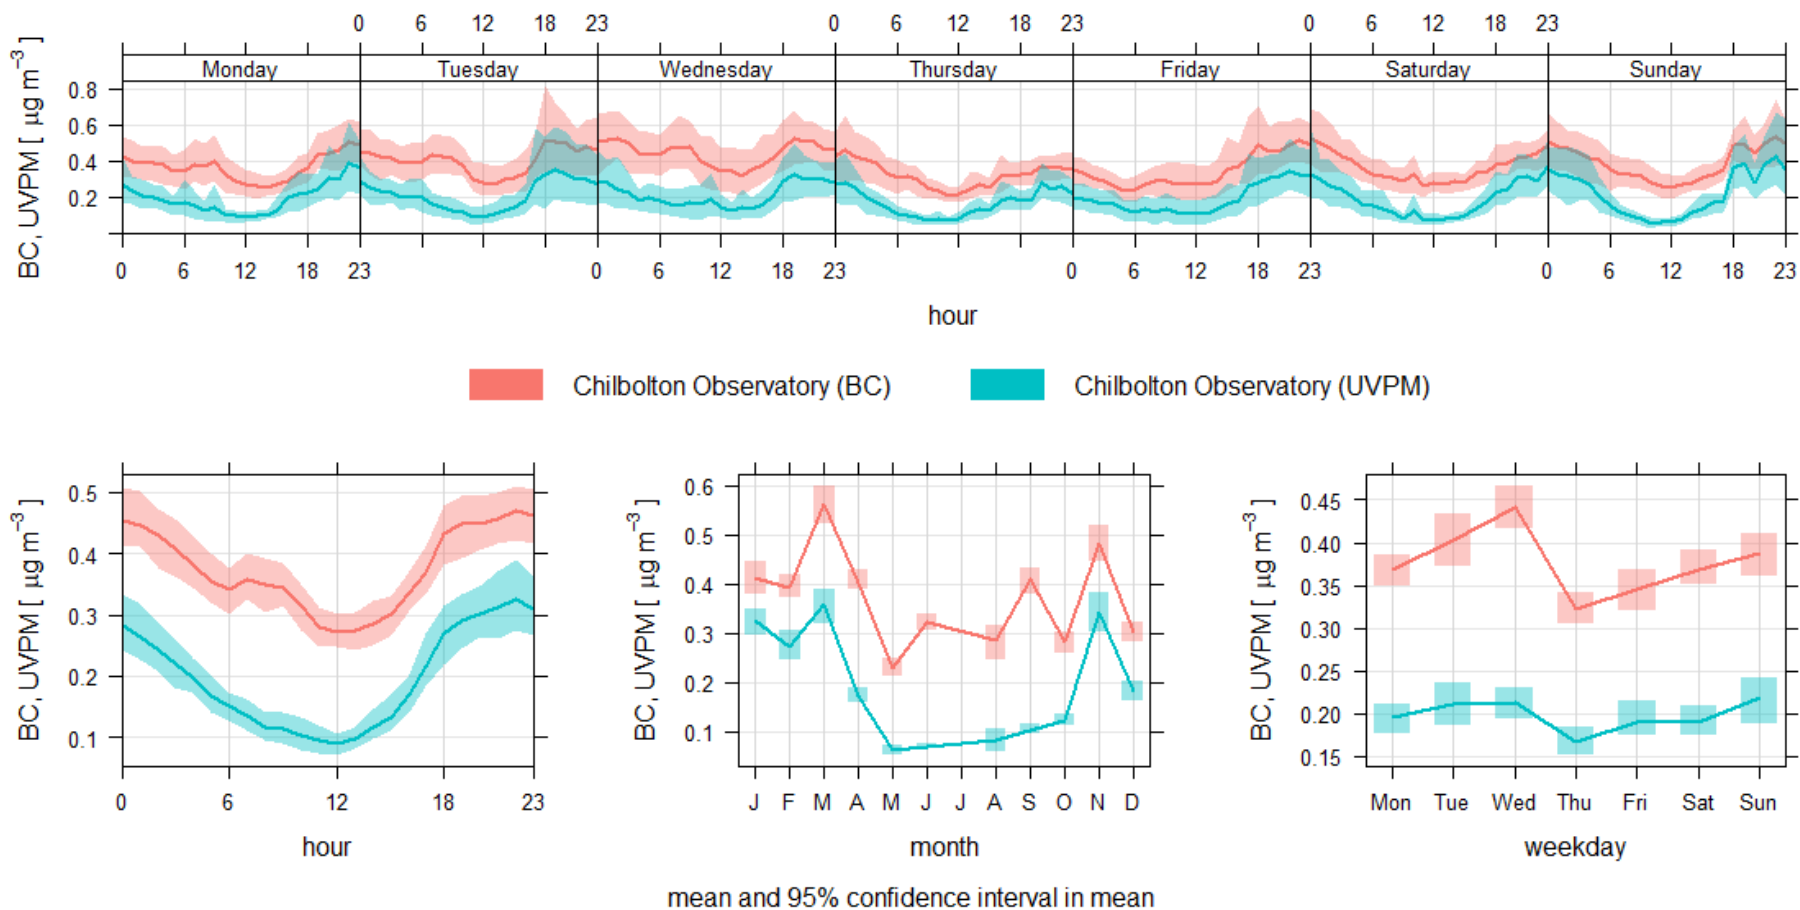 0 6 12 18 23 0 6 12 18 23 0 6 12 18 23
Monday Tuesday Wednesday Thursday Friday Saturday Sunday
BC, UVPM [ µg m⁻³ ]
0.8
0.6
0.4
0.2
0 6 12 18 23 0 6 12 18 23 0 6 12 18 23 0 6 12 18 23
hour
Chilbolton Observatory (BC) Chilbolton Observatory (UVPM)
BC, UVPM [ µg m⁻³ ]
0.5
0.4
0.3
0.2
0.1
0 6 12 18 23
hour
BC, UVPM [ µg m⁻³ ]
0.6
0.5
0.4
0.3
0.2
0.1
J F M A M J J A S O N D
month
BC, UVPM [ µg m⁻³ ]
0.45
0.40
0.35
0.30
0.25
0.20
0.15
Mon Tue Wed Thu Fri Sat Sun
weekday
mean and 95% confidence interval in mean